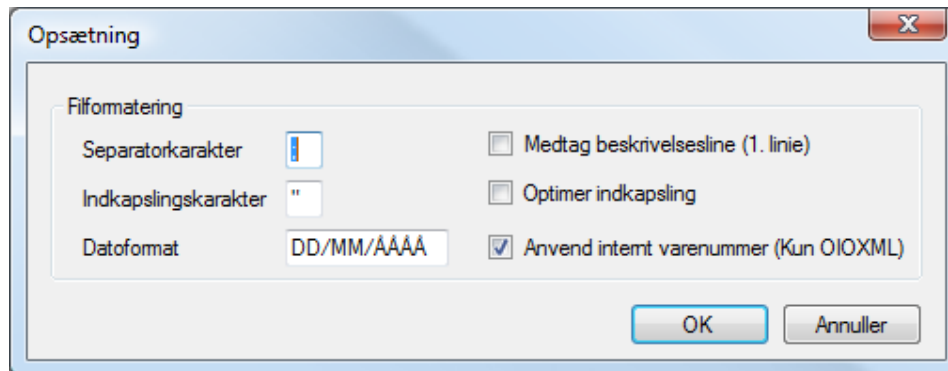 Opsætning
Filformatering
Separatorkarakter
Medtag beskrivelsesline (1. linie)
Indkapslingskarakter "
Optimer indkapsling
Datoformat DD/MM/ÅÅÅÅ
Anvend internt varenummer (Kun OIOXML)
OK
Annuller